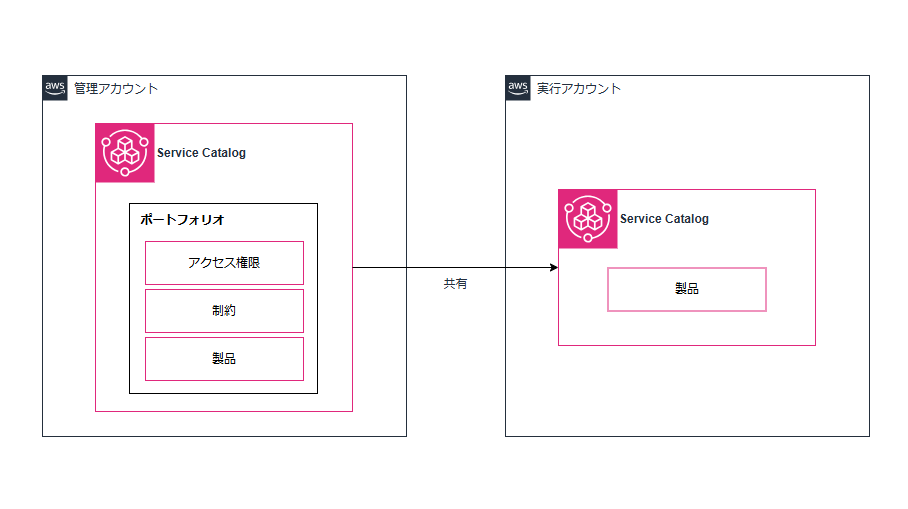 aws
管理アカウント
Service Catalog
ポートフォリオ
アクセス権限
制約
製品
共有
aws
実行アカウント
Service Catalog
製品